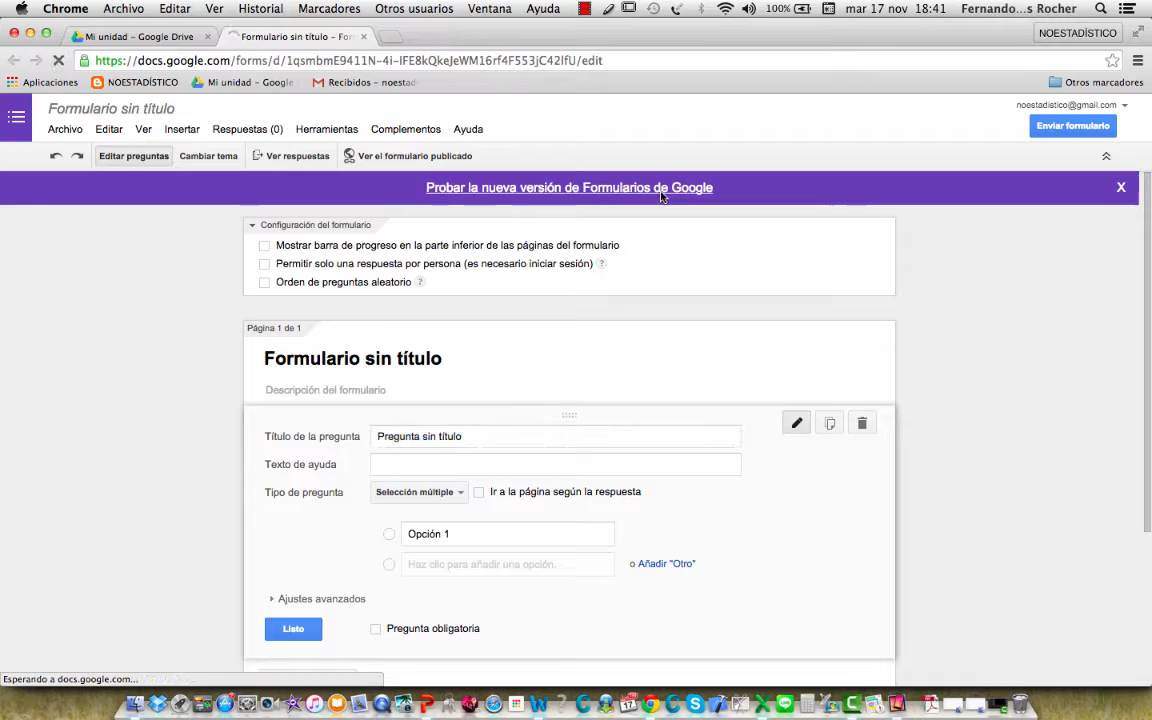 Chrome Archivo Editar Ver Historial Marcadores Otros usuarios Ventana Ayuda 100% mar 17 nov 18:41 Fernando...s Rocher
Mi unidad – Google Drive × Formulario sin título – For × NOESTADÍSTICO
https://docs.google.com/forms/d/1qsmbmE9411N-4i-IFE8kQkeJeWM16rf4F553jC42lfU/edit
Aplicaciones NOESTADÍSTICO Mi unidad – Google Recibidos – noestad Otros marcadores
Formulario sin título noestadistico@gmail.com
Archivo Editar Ver Insertar Respuestas (0) Herramientas Complementos Ayuda Enviar formulario
Editar preguntas Cambiar tema Ver respuestas Ver el formulario publicado
Probar la nueva versión de Formularios de Google X
Configuración del formulario
Mostrar barra de progreso en la parte inferior de las páginas del formulario
Permitir solo una respuesta por persona (es necesario iniciar sesión) ?
Orden de preguntas aleatorio ?
Página 1 de 1
Formulario sin título
Descripción del formulario
Título de la pregunta Pregunta sin título
Texto de ayuda
Tipo de pregunta Selección múltiple Ir a la página según la respuesta
Opción 1
Haz clic para añadir una opción. o Añadir "Otro"
Ajustes avanzados
Listo Pregunta obligatoria
Esperando a docs.google.com...